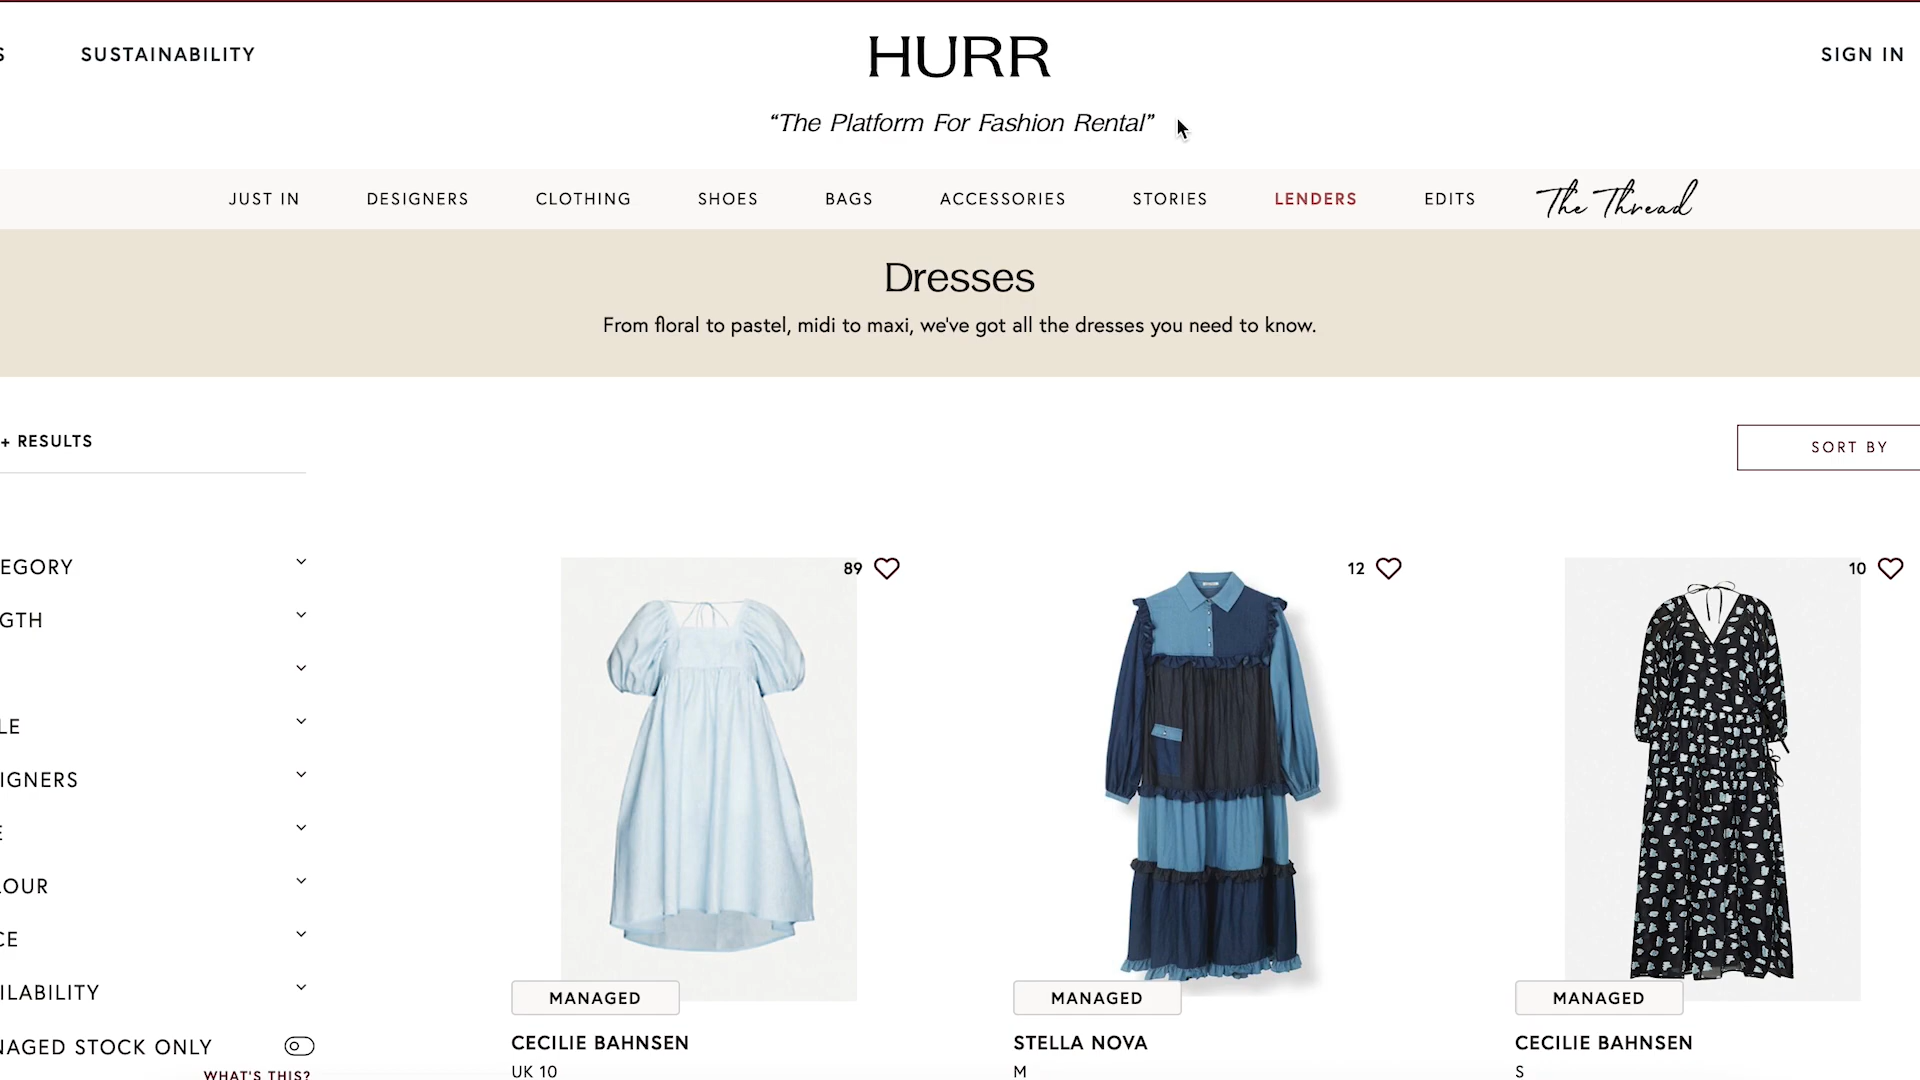 S SUSTAINABILITY HURR SIGN IN
“The Platform For Fashion Rental”
JUST IN DESIGNERS CLOTHING SHOES BAGS ACCESSORIES STORIES LENDERS EDITS The Thread
Dresses
From floral to pastel, midi to maxi, we've got all the dresses you need to know.
+ RESULTS
SORT BY
89 12 10
EGORY
GTH
LE
IGNERS
E
LOUR
CE
ILABILITY
NAGED STOCK ONLY
WHAT'S THIS?
MANAGED MANAGED MANAGED
CECILIE BAHNSEN STELLA NOVA CECILIE BAHNSEN
UK 10 M S